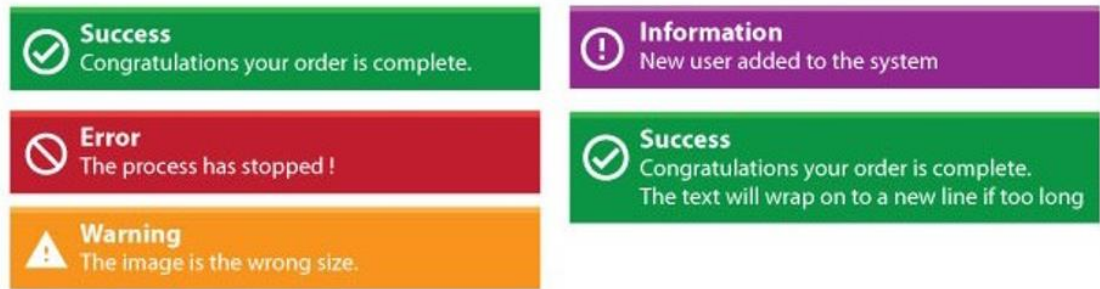 Success
Congratulations your order is complete.
Error
The process has stopped !
Warning
The image is the wrong size.
Information
New user added to the system
Success
Congratulations your order is complete.
The text will wrap on to a new line if too long